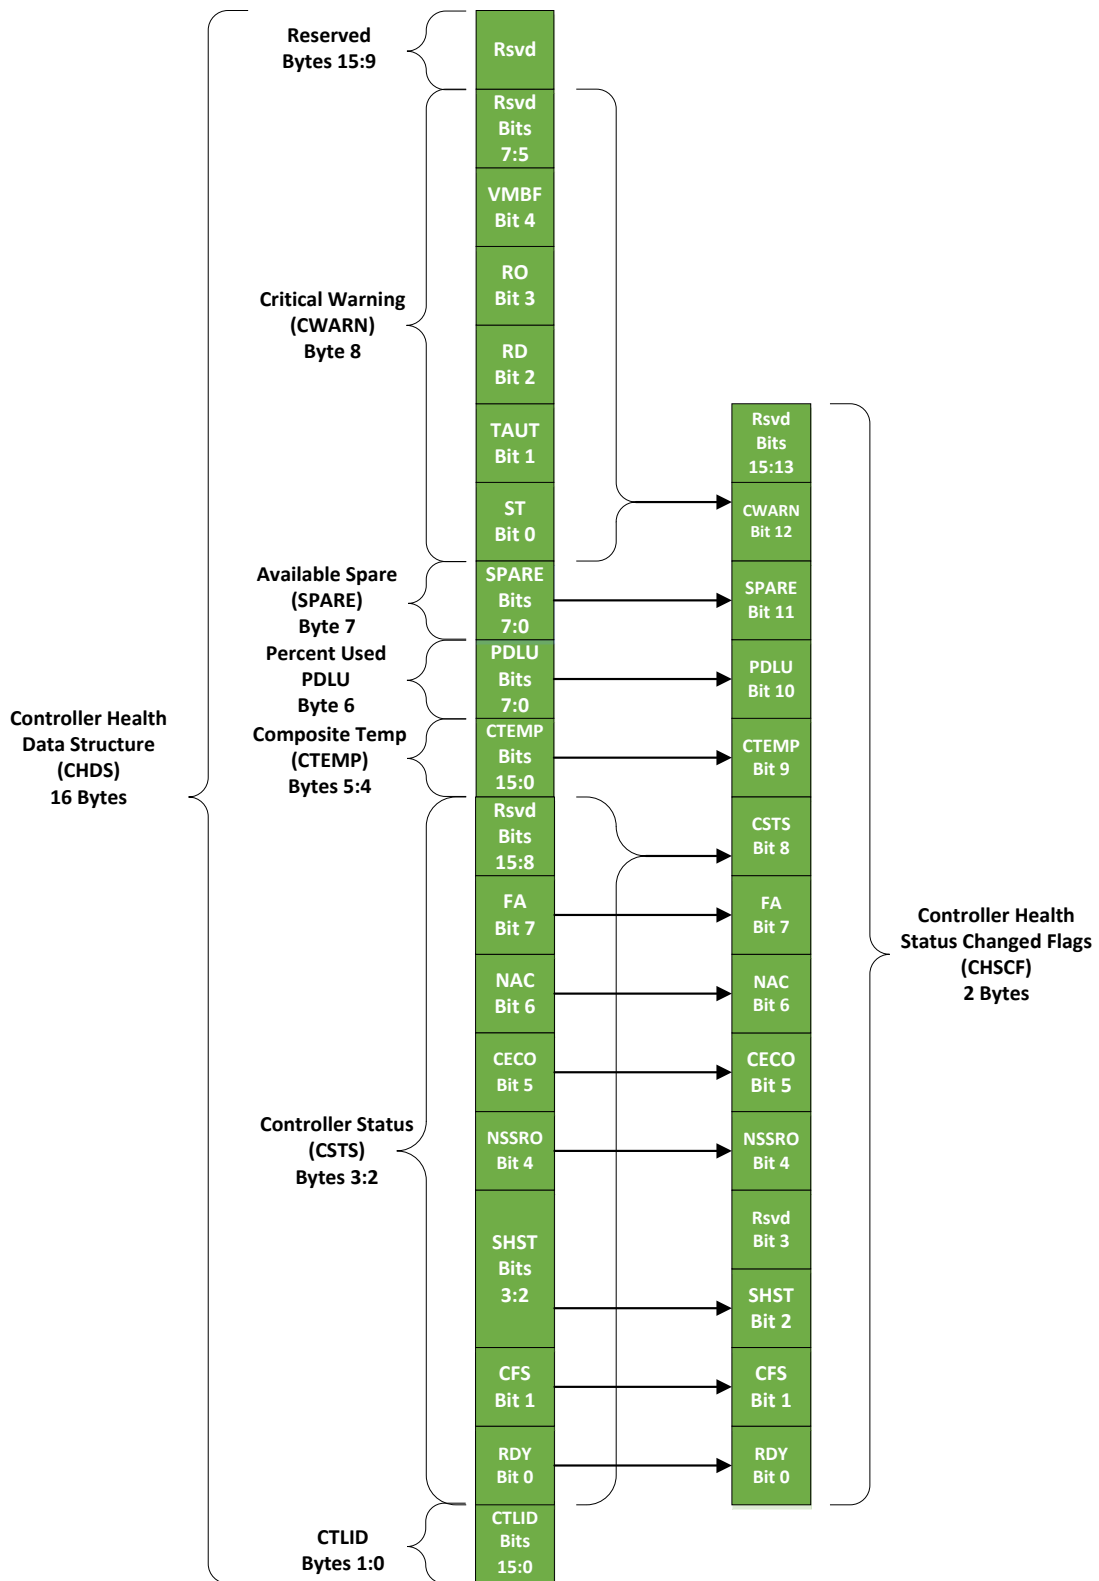 Reserved
Bytes 15:9
Rsvd
Rsvd
Bits
7:5
VMBF
Bit 4
RO
Bit 3
Critical Warning
(CWARN)
Byte 8
RD
Bit 2
TAUT
Bit 1
ST
Bit 0
Available Spare
(SPARE)
Byte 7
SPARE
Bits
7:0
Percent Used
PDLU
Byte 6
PDLU
Bits
7:0
Composite Temp
(CTEMP)
Bytes 5:4
CTEMP
Bits
15:0
Controller Health
Data Structure
(CHDS)
16 Bytes
Rsvd
Bits
15:8
FA
Bit 7
NAC
Bit 6
CECO
Bit 5
Controller Status
(CSTS)
Bytes 3:2
NSSRO
Bit 4
SHST
Bits
3:2
CFS
Bit 1
RDY
Bit 0
CTLID
Bytes 1:0
CTLID
Bits
15:0
Rsvd
Bits
15:13
CWARN
Bit 12
SPARE
Bit 11
PDLU
Bit 10
CTEMP
Bit 9
CSTS
Bit 8
FA
Bit 7
NAC
Bit 6
CECO
Bit 5
NSSRO
Bit 4
Rsvd
Bit 3
SHST
Bit 2
CFS
Bit 1
RDY
Bit 0
Controller Health
Status Changed Flags
(CHSCF)
2 Bytes